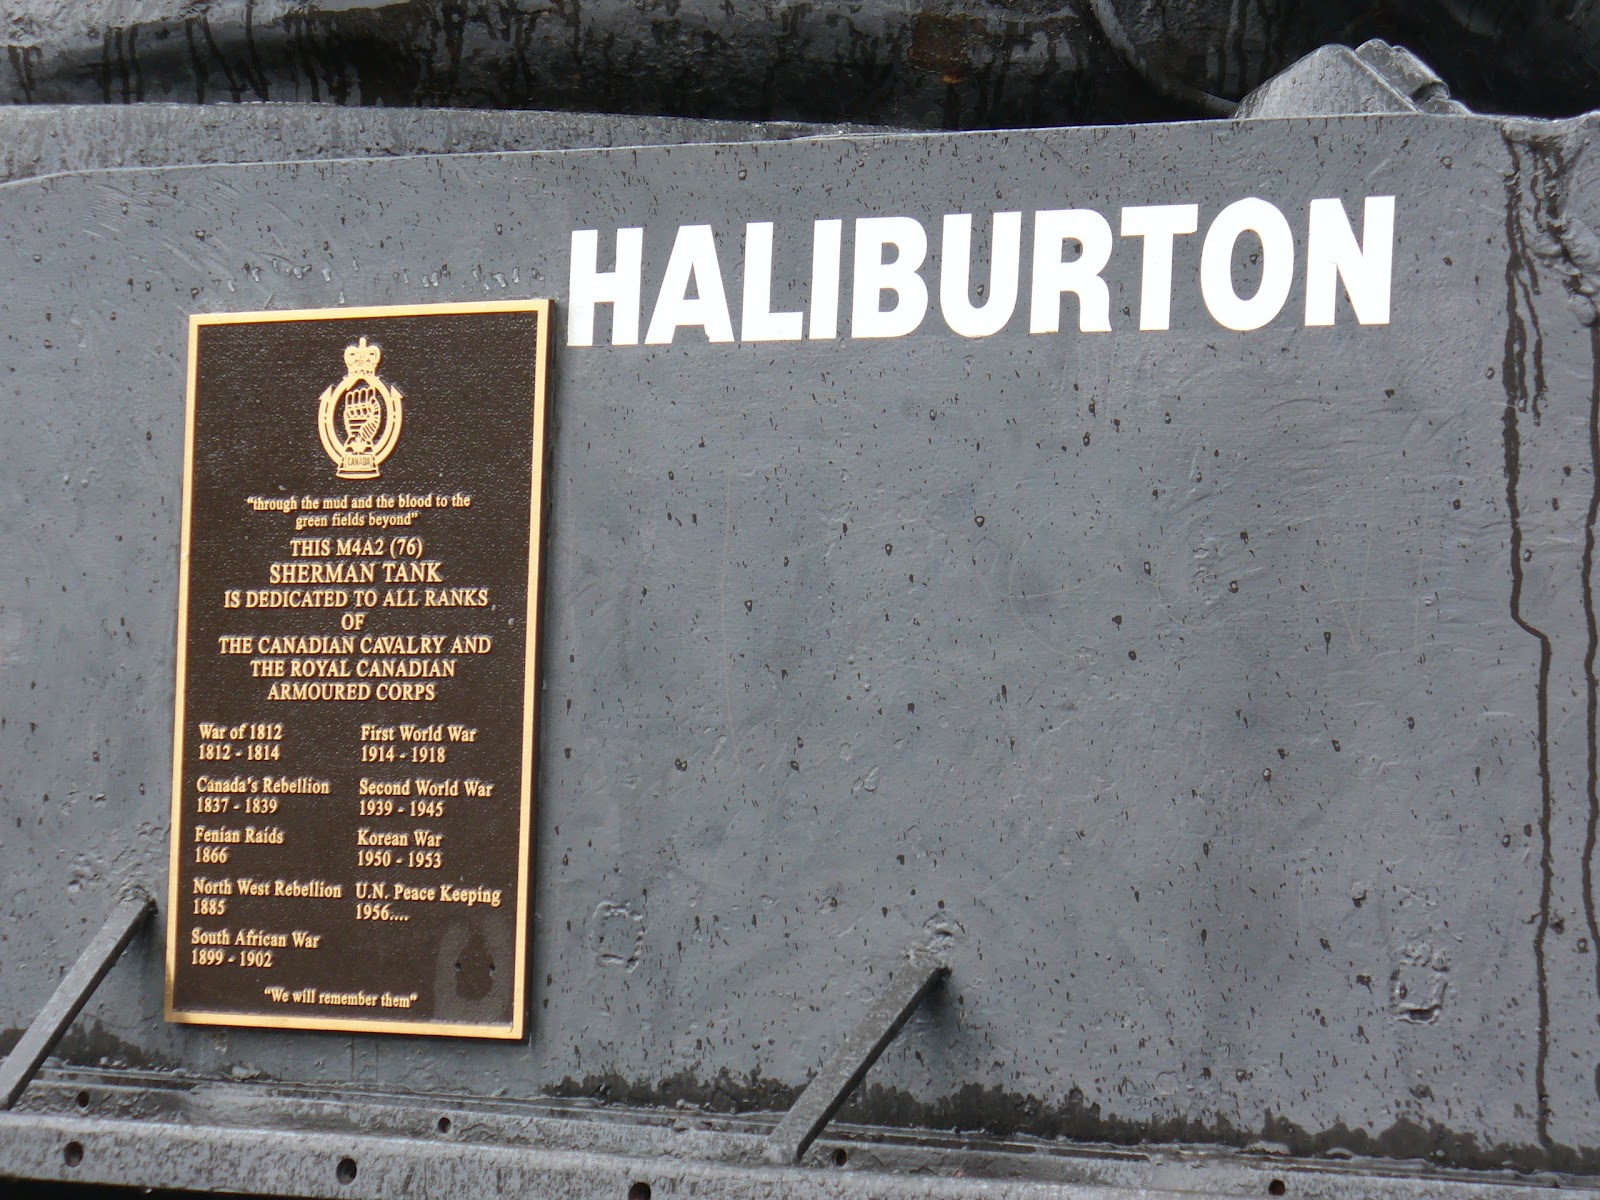 HALIBURTON
CANADA
"through the mud and the blood to the
green fields beyond"
THIS M4A2 (76)
SHERMAN TANK
IS DEDICATED TO ALL RANKS
OF
THE CANADIAN CAVALRY AND
THE ROYAL CANADIAN
ARMOURED CORPS
War of 1812
1812 - 1814
Canada's Rebellion
1837 - 1839
Fenian Raids
1866
North West Rebellion
1885
South African War
1899 - 1902
First World War
1914 - 1918
Second World War
1939 - 1945
Korean War
1950 - 1953
U.N. Peace Keeping
1956....
"We will remember them"